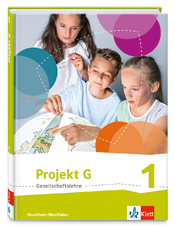 Projekt G
Gesellschaftslehre
1
Nordrhein-Westfalen
Klett